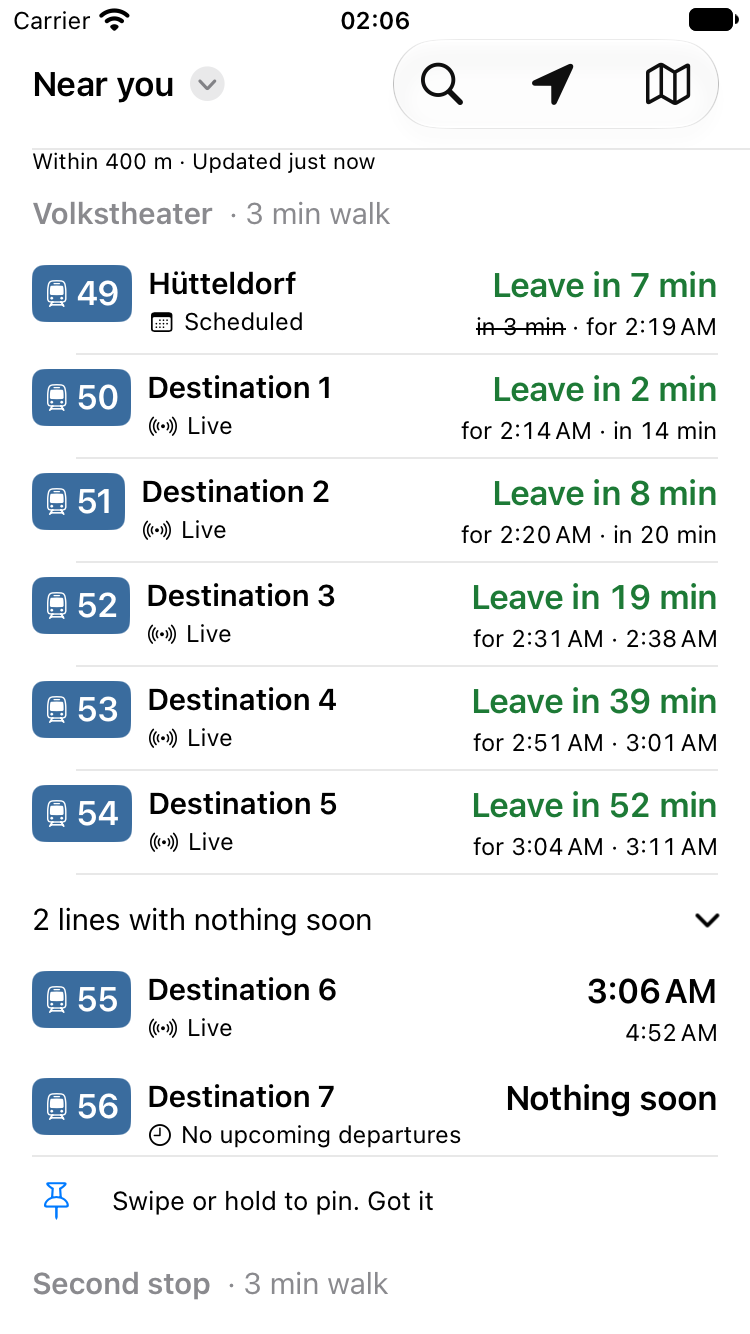 Carrier 02:06
Near you
Within 400 m · Updated just now
Volkstheater · 3 min walk
49 Hütteldorf Leave in 7 min
Scheduled in 3 min · for 2:19 AM
50 Destination 1 Leave in 2 min
Live for 2:14 AM · in 14 min
51 Destination 2 Leave in 8 min
Live for 2:20 AM · in 20 min
52 Destination 3 Leave in 19 min
Live for 2:31 AM · 2:38 AM
53 Destination 4 Leave in 39 min
Live for 2:51 AM · 3:01 AM
54 Destination 5 Leave in 52 min
Live for 3:04 AM · 3:11 AM
2 lines with nothing soon
55 Destination 6 3:06 AM
Live 4:52 AM
56 Destination 7 Nothing soon
No upcoming departures
Swipe or hold to pin. Got it
Second stop · 3 min walk